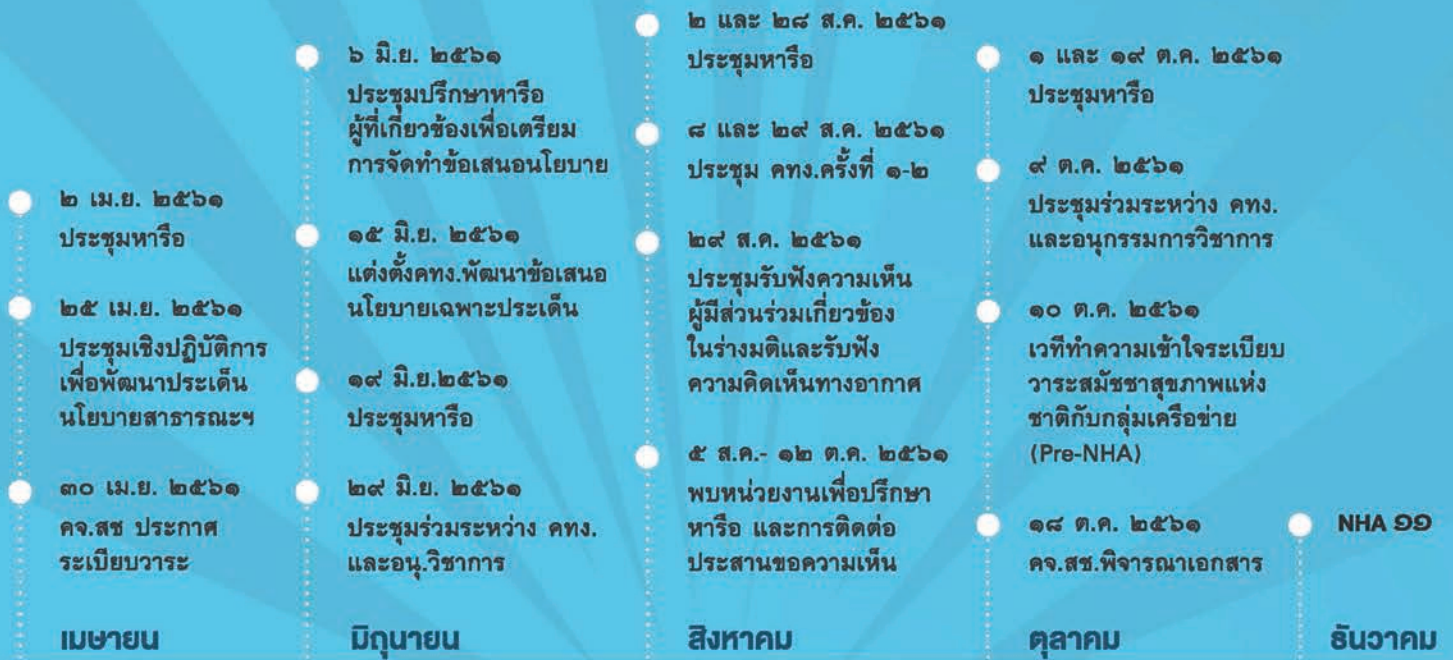 ๒ เม.ย. ๒๕๖๑
ประชุมหารือ
๒๕ เม.ย. ๒๕๖๑
ประชุมเชิงปฏิบัติการ
เพื่อพัฒนาประเด็น
นโยบายสาธารณะฯ
๓๐ เม.ย. ๒๕๖๑
คจ.สช ประกาศ
ระเบียบวาระ
เมษายน
๖ มิ.ย. ๒๕๖๑
ประชุมปรึกษาหารือ
ผู้ที่เกี่ยวข้องเพื่อเตรียม
การจัดทำข้อเสนอนโยบาย
๑๕ มิ.ย. ๒๕๖๑
แต่งตั้งคทง.พัฒนาข้อเสนอ
นโยบายเฉพาะประเด็น
๑๙ มิ.ย.๒๕๖๑
ประชุมหารือ
๒๙ มิ.ย. ๒๕๖๑
ประชุมร่วมระหว่าง คทง.
และอนุ.วิชาการ
มิถุนายน
๒ และ ๒๘ ส.ค. ๒๕๖๑
ประชุมหารือ
๘ และ ๒๙ ส.ค. ๒๕๖๑
ประชุม คทง.ครั้งที่ ๑-๒
๒๙ ส.ค. ๒๕๖๑
ประชุมรับฟังความเห็น
ผู้มีส่วนร่วมเกี่ยวข้อง
ในร่างมติและรับฟัง
ความคิดเห็นทางอากาศ
๕ ส.ค.- ๑๒ ต.ค. ๒๕๖๑
พบหน่วยงานเพื่อปรึกษา
หารือ และการติดต่อ
ประสานขอความเห็น
สิงหาคม
๑ และ ๑๙ ต.ค. ๒๕๖๑
ประชุมหารือ
๙ ต.ค. ๒๕๖๑
ประชุมร่วมระหว่าง คทง.
และอนุกรรมการวิชาการ
๑๐ ต.ค. ๒๕๖๑
เวทีทำความเข้าใจระเบียบ
วาระสมัชชาสุขภาพแห่ง
ชาติกับกลุ่มเครือข่าย
(Pre-NHA)
๑๘ ต.ค. ๒๕๖๑
คจ.สช.พิจารณาเอกสาร
ตุลาคม
NHA ๑๑
ธันวาคม